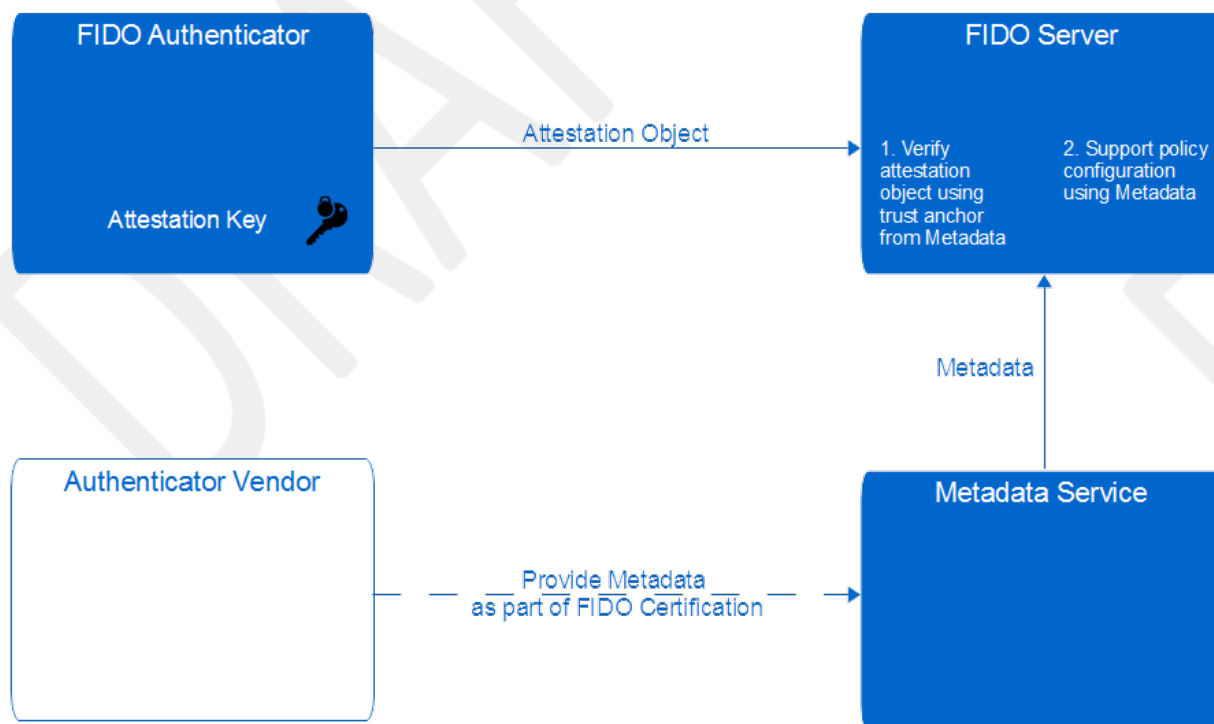 FIDO Authenticator
Attestation Key
Attestation Object
FIDO Server
1. Verify
attestation
object using
trust anchor
from Metadata
2. Support policy
configuration
using Metadata
Metadata
Authenticator Vendor
Provide Metadata
as part of FIDO Certification
Metadata Service